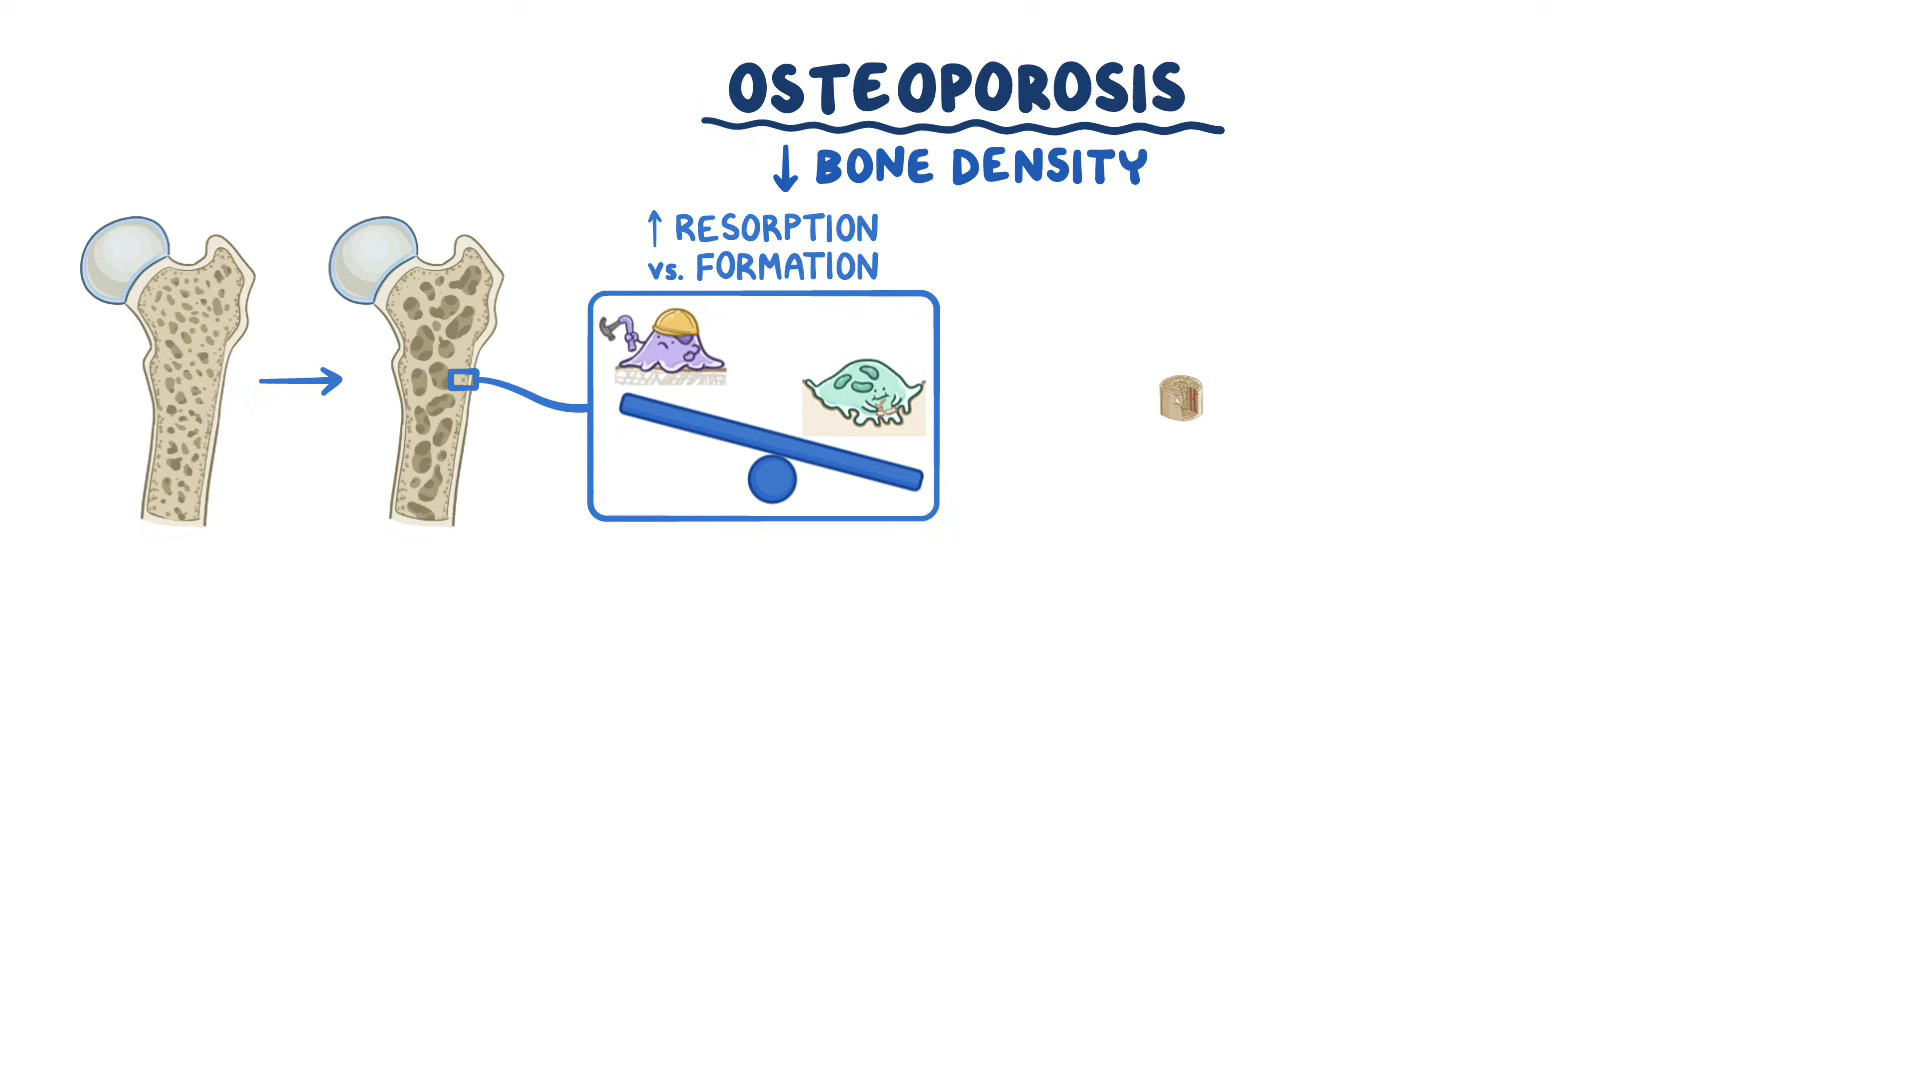 OSTEOPOROSIS
↓ BONE DENSITY
↑ RESORPTION
vs. FORMATION